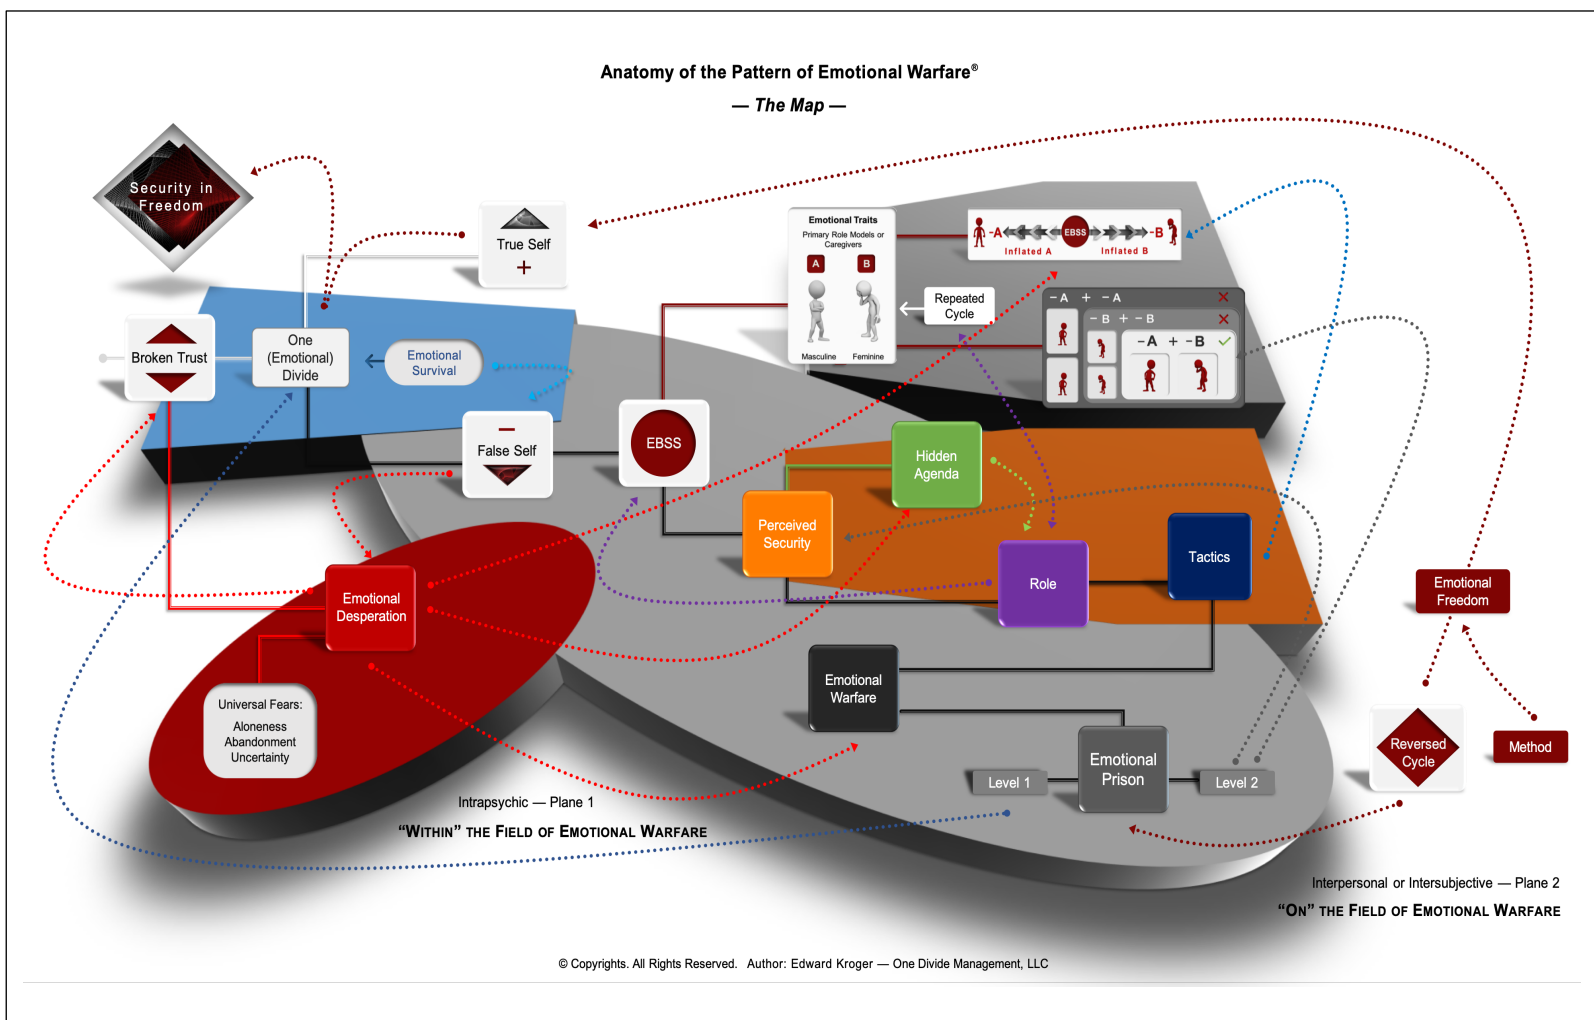 Anatomy of the Pattern of Emotional Warfare®
— The Map —
Security in
Freedom
True Self
+
Emotional Traits
Primary Role Models or
Caregivers
A
B
Masculine
Feminine
-A
EBSS
-B
Inflated A
Inflated B
Repeated
Cycle
-A + -A
-B + -B
-A + -B
Broken Trust
One
(Emotional)
Divide
Emotional
Survival
False Self
EBSS
Hidden
Agenda
Perceived
Security
Role
Tactics
Emotional
Desperation
Universal Fears:
Aloneness
Abandonment
Uncertainty
Emotional
Warfare
Emotional
Prison
Level 1
Level 2
Emotional
Freedom
Reversed
Cycle
Method
Intrapsychic — Plane 1
“WITHIN” THE FIELD OF EMOTIONAL WARFARE
Interpersonal or Intersubjective — Plane 2
“ON” THE FIELD OF EMOTIONAL WARFARE
© Copyrights. All Rights Reserved. Author: Edward Kroger — One Divide Management, LLC